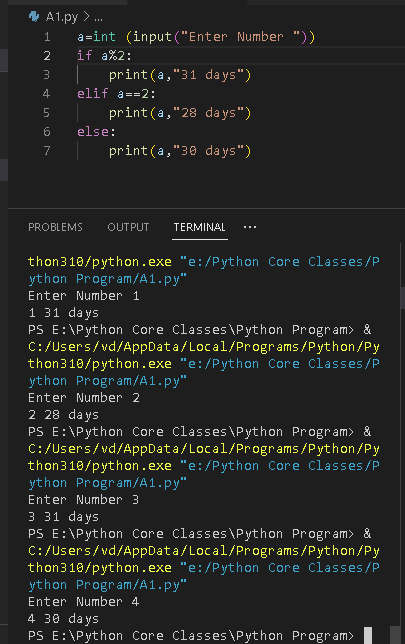 A1.py > ...
1 a=int (input("Enter Number "))
2 if a%2:
3     print(a,"31 days")
4 elif a==2:
5     print(a,"28 days")
6 else:
7     print(a,"30 days")
PROBLEMS OUTPUT TERMINAL ...
thon310/python.exe "e:/Python Core Classes/P
ython Program/A1.py"
Enter Number 1
1 31 days
PS E:\Python Core Classes\Python Program> &
C:/Users/vd/AppData/Local/Programs/Python/Py
thon310/python.exe "e:/Python Core Classes/P
ython Program/A1.py"
Enter Number 2
2 28 days
PS E:\Python Core Classes\Python Program> &
C:/Users/vd/AppData/Local/Programs/Python/Py
thon310/python.exe "e:/Python Core Classes/P
ython Program/A1.py"
Enter Number 3
3 31 days
PS E:\Python Core Classes\Python Program> &
C:/Users/vd/AppData/Local/Programs/Python/Py
thon310/python.exe "e:/Python Core Classes/P
ython Program/A1.py"
Enter Number 4
4 30 days
PS E:\Python Core Classes\Python Program>